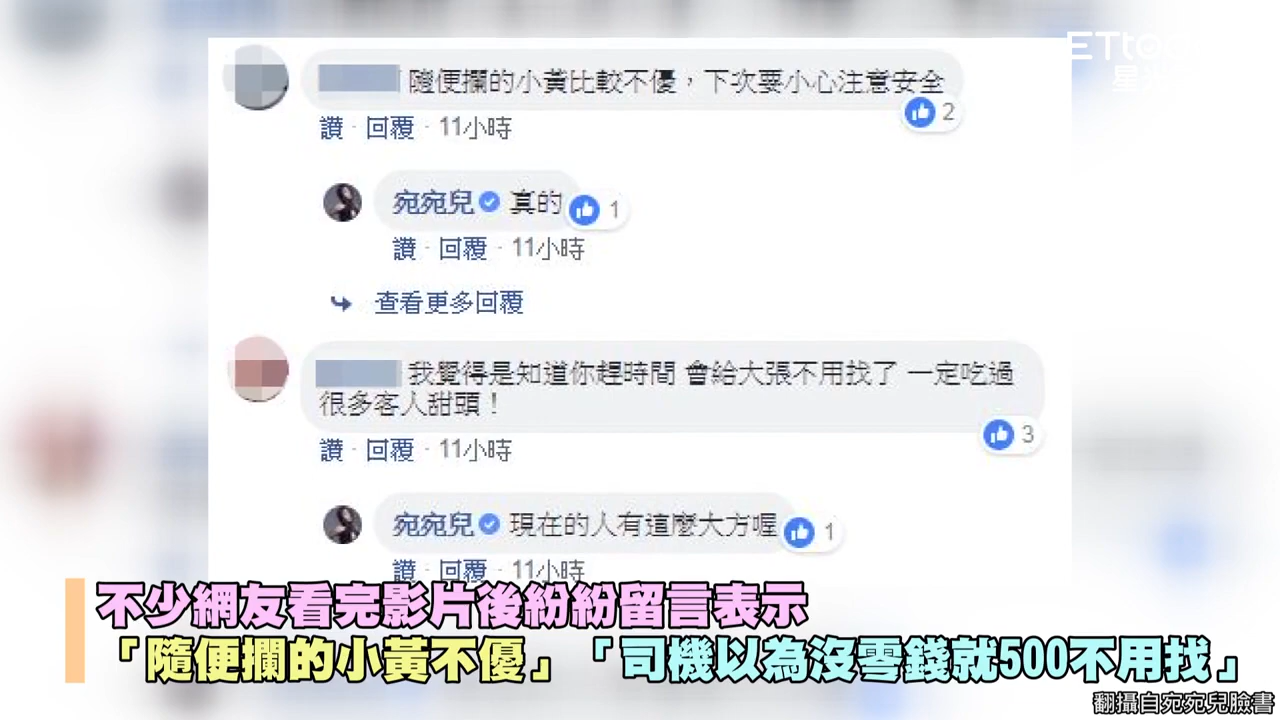 ETtoday
星光雲
隨便攔的小黃比較不優，下次要小心注意安全
2
讚 · 回覆 · 11小時
宛宛兒 真的
1
讚 · 回覆 · 11小時
查看更多回覆
我覺得是知道你趕時間 會給大張不用找了 一定吃過
很多客人甜頭！
3
讚 · 回覆 · 11小時
宛宛兒 現在的人有這麼大方喔
1
讚 · 回覆 · 11小時
不少網友看完影片後紛紛留言表示
「隨便攔的小黃不優」「司機以為沒零錢就500不用找」
翻攝自宛宛兒臉書